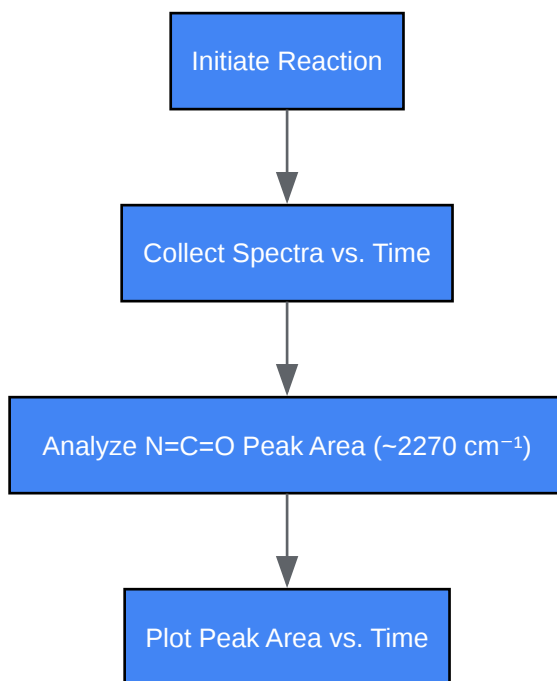 Initiate Reaction
Collect Spectra vs. Time
Analyze N=C=O Peak Area (~2270 cm⁻¹)
Plot Peak Area vs. Time